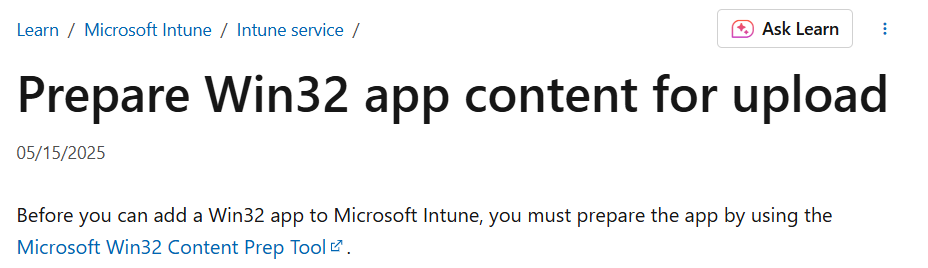 Learn / Microsoft Intune / Intune service /
Ask Learn
Prepare Win32 app content for upload
05/15/2025
Before you can add a Win32 app to Microsoft Intune, you must prepare the app by using the
Microsoft Win32 Content Prep Tool.